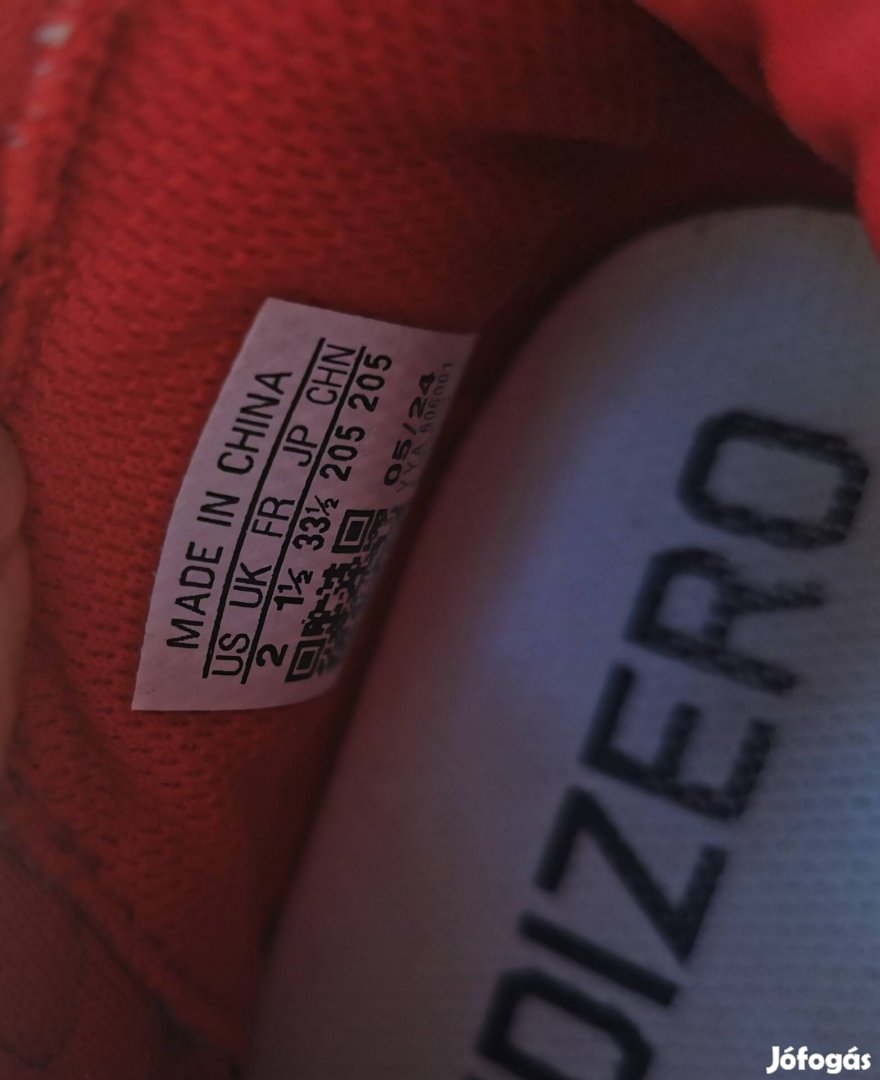 MADE IN CHINA
US UK FR JP CHN
2 1½ 33½ 205 205
05/24
DIZERO
Jófogás